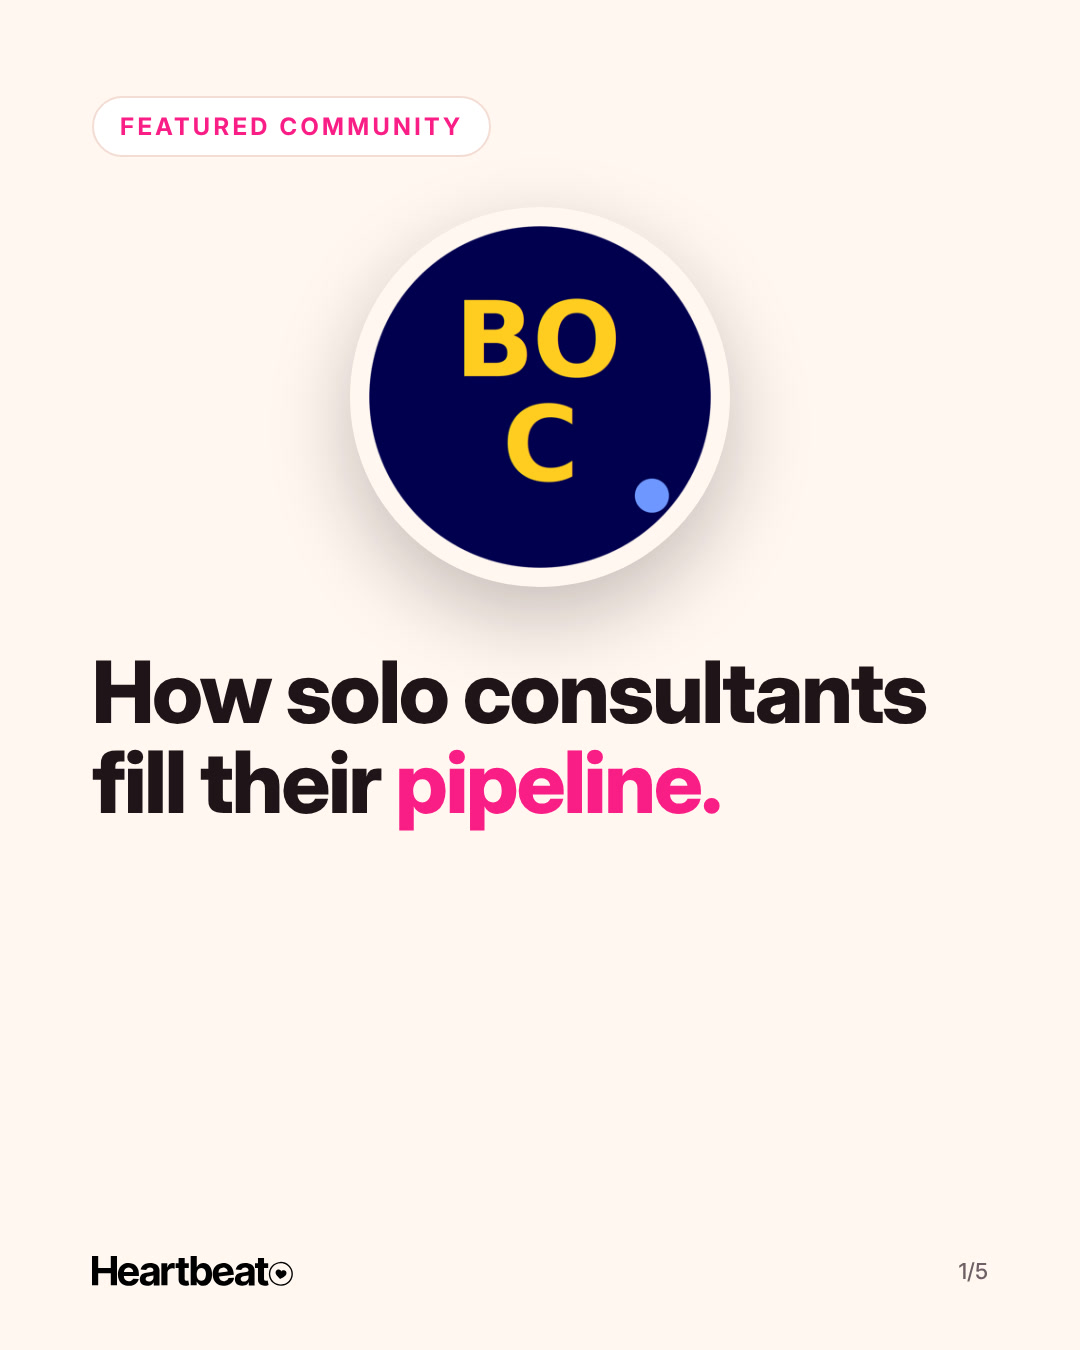 FEATURED COMMUNITY
BO
C
How solo consultants
fill their pipeline.
Heartbeat
1/5